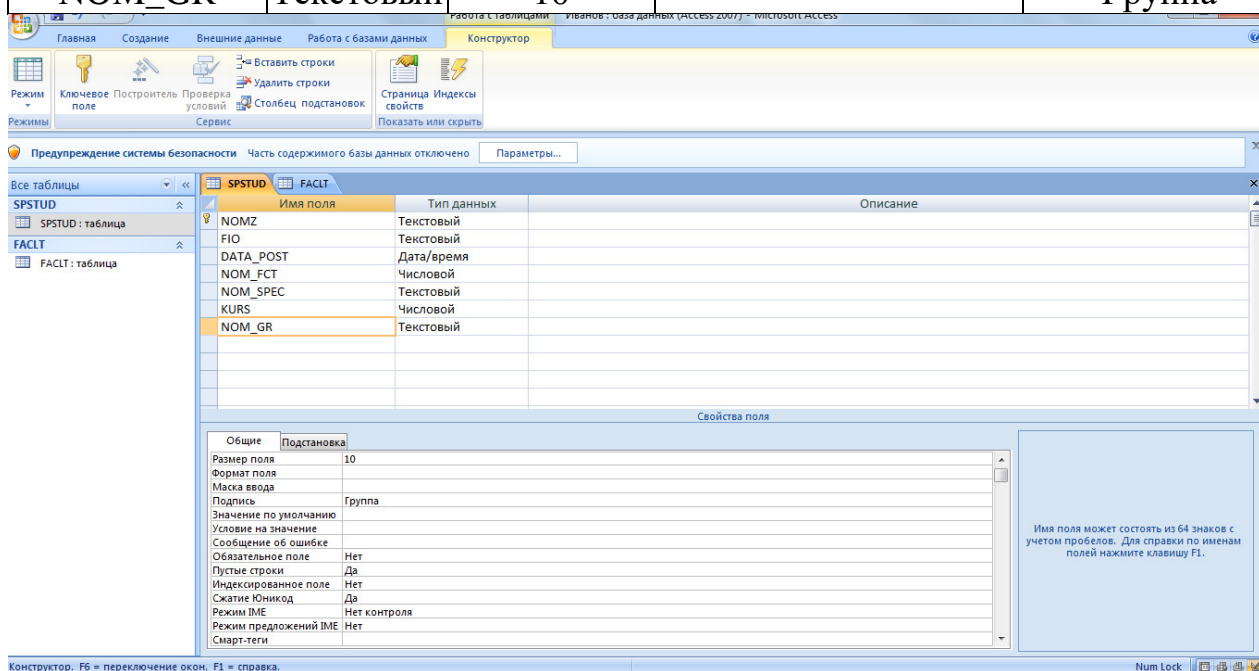 NOM_GR Текстовый 10 Группа
Работа с таблицами Иванов : база данных (Access 2007) - Microsoft Access
Главная Создание Внешние данные Работа с базами данных Конструктор
Режим
Ключевое поле
Построитель
Проверка условий
Вставить строки
Удалить строки
Столбец подстановок
Страница свойств
Индексы
Режимы Сервис Показать или скрыть
Предупреждение системы безопасности Часть содержимого базы данных отключено Параметры...
Все таблицы
SPSTUD
SPSTUD : таблица
FACLT
FACLT : таблица
SPSTUD FACLT
Имя поля Тип данных Описание
NOMZ Текстовый
FIO Текстовый
DATA_POST Дата/время
NOM_FCT Числовой
NOM_SPEC Текстовый
KURS Числовой
NOM_GR Текстовый
Свойства поля
Общие Подстановка
Размер поля 10
Формат поля
Маска ввода
Подпись Группа
Значение по умолчанию
Условие на значение
Сообщение об ошибке
Обязательное поле Нет
Пустые строки Да
Индексированное поле Нет
Сжатие Юникод Да
Режим IME Нет контроля
Режим предложений IME Нет
Смарт-теги
Имя поля может состоять из 64 знаков с
учетом пробелов. Для справки по именам
полей нажмите клавишу F1.
Конструктор. F6 = переключение окон. F1 = справка. Num Lock